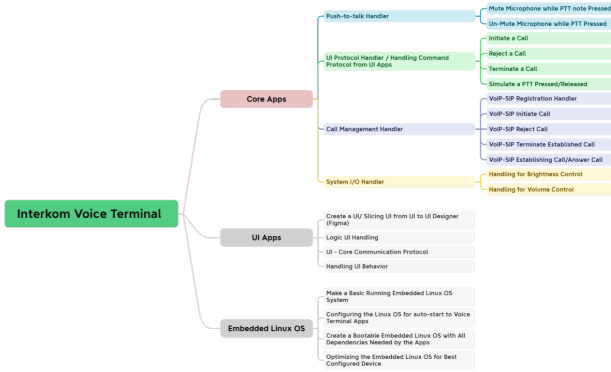 Interkom Voice Terminal
Core Apps
Push-to-talk Handler
Mute Microphone while PTT note Pressed
Un-Mute Microphone while PTT Pressed
UI Protocol Handler / Handling Command
Protocol from UI Apps
Initiate a Call
Reject a Call
Terminate a Call
Simulate a PTT Pressed/Released
Call Management Handler
VoIP-SIP Registration Handler
VoIP-SIP Initiate Call
VoIP-SIP Reject Call
VoIP-SIP Terminate Established Call
VoIP-SIP Establishing Call/Answer Call
System I/O Handler
Handling for Brightness Control
Handling for Volume Control
UI Apps
Create a UI/ Slicing UI from UI to UI Designer
(Figma)
Logic UI Handling
UI - Core Communication Protocol
Handling UI Behavior
Embedded Linux OS
Make a Basic Running Embedded Linux OS
System
Configuring the Linux OS for auto-start to Voice
Terminal Apps
Create a Bootable Embedded Linux OS with All
Dependencies Needed by the Apps
Optimizing the Embedded Linux OS for Best
Configured Device